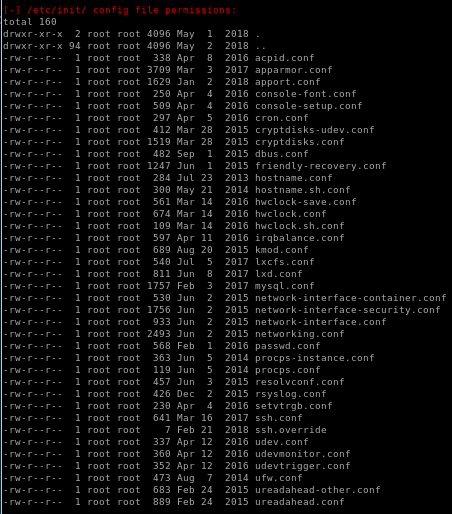 [-] /etc/init/ config file permissions:
total 160
drwxr-xr-x  2 root root 4096 May  1  2018 .
drwxr-xr-x 94 root root 4096 May  2  2018 ..
-rw-r--r--  1 root root  338 Apr  8  2016 acpid.conf
-rw-r--r--  1 root root 3709 Mar  3  2017 apparmor.conf
-rw-r--r--  1 root root 1629 Jan  2  2018 apport.conf
-rw-r--r--  1 root root  250 Apr  4  2016 console-font.conf
-rw-r--r--  1 root root  509 Apr  4  2016 console-setup.conf
-rw-r--r--  1 root root  297 Apr  5  2016 cron.conf
-rw-r--r--  1 root root  412 Mar 28  2015 cryptdisks-udev.conf
-rw-r--r--  1 root root 1519 Mar 28  2015 cryptdisks.conf
-rw-r--r--  1 root root  482 Sep  1  2015 dbus.conf
-rw-r--r--  1 root root 1247 Jun  1  2015 friendly-recovery.conf
-rw-r--r--  1 root root  284 Jul 23  2013 hostname.conf
-rw-r--r--  1 root root  300 May 21  2014 hostname.sh.conf
-rw-r--r--  1 root root  561 Mar 14  2016 hwclock-save.conf
-rw-r--r--  1 root root  674 Mar 14  2016 hwclock.conf
-rw-r--r--  1 root root  109 Mar 14  2016 hwclock.sh.conf
-rw-r--r--  1 root root  597 Apr 11  2016 irqbalance.conf
-rw-r--r--  1 root root  689 Aug 20  2015 kmod.conf
-rw-r--r--  1 root root  540 Jul  5  2017 lxcfs.conf
-rw-r--r--  1 root root  811 Jun  8  2017 lxd.conf
-rw-r--r--  1 root root 1757 Feb  3  2017 mysql.conf
-rw-r--r--  1 root root  530 Jun  2  2015 network-interface-container.conf
-rw-r--r--  1 root root 1756 Jun  2  2015 network-interface-security.conf
-rw-r--r--  1 root root  933 Jun  2  2015 network-interface.conf
-rw-r--r--  1 root root 2493 Jun  2  2015 networking.conf
-rw-r--r--  1 root root  568 Feb  1  2016 passwd.conf
-rw-r--r--  1 root root  363 Jun  5  2014 procps-instance.conf
-rw-r--r--  1 root root  119 Jun  5  2014 procps.conf
-rw-r--r--  1 root root  457 Jun  3  2015 resolvconf.conf
-rw-r--r--  1 root root  426 Dec  2  2015 rsyslog.conf
-rw-r--r--  1 root root  230 Apr  4  2016 setvtrgb.conf
-rw-r--r--  1 root root  641 Mar 16  2017 ssh.conf
-rw-r--r--  1 root root    7 Feb 21  2018 ssh.override
-rw-r--r--  1 root root  337 Apr 12  2016 udev.conf
-rw-r--r--  1 root root  360 Apr 12  2016 udevmonitor.conf
-rw-r--r--  1 root root  352 Apr 12  2016 udevtrigger.conf
-rw-r--r--  1 root root  473 Aug  7  2014 ufw.conf
-rw-r--r--  1 root root  683 Feb 24  2015 ureadahead-other.conf
-rw-r--r--  1 root root  889 Feb 24  2015 ureadahead.conf